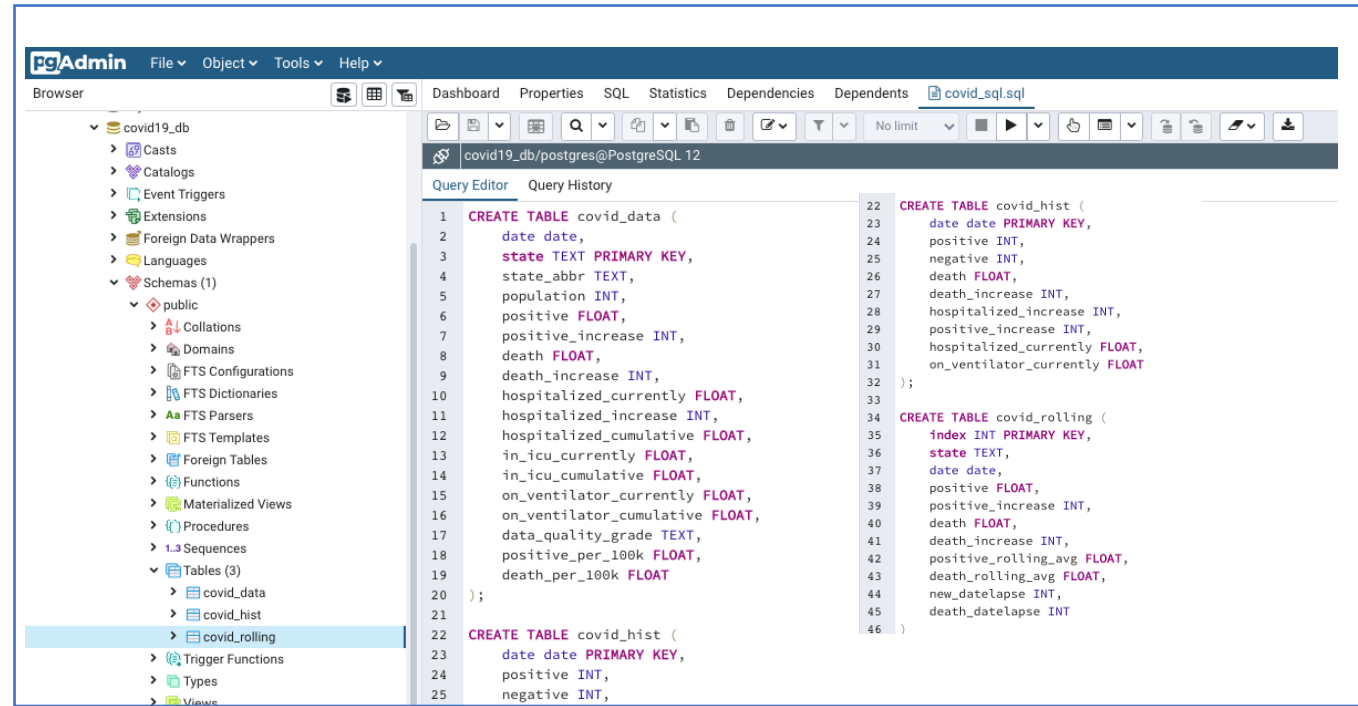 pgAdmin File Object Tools Help
Browser
Dashboard Properties SQL Statistics Dependencies Dependents covid_sql.sql
No limit
covid19_db/postgres@PostgreSQL 12
Query Editor Query History
covid19_db
Casts
Catalogs
Event Triggers
Extensions
Foreign Data Wrappers
Languages
Schemas (1)
public
Collations
Domains
FTS Configurations
FTS Dictionaries
Aa FTS Parsers
FTS Templates
Foreign Tables
Functions
Materialized Views
Procedures
1..3 Sequences
Tables (3)
covid_data
covid_hist
covid_rolling
Trigger Functions
Types
Views
1 CREATE TABLE covid_data (
2 date date,
3 state TEXT PRIMARY KEY,
4 state_abbr TEXT,
5 population INT,
6 positive FLOAT,
7 positive_increase INT,
8 death FLOAT,
9 death_increase INT,
10 hospitalized_currently FLOAT,
11 hospitalized_increase INT,
12 hospitalized_cumulative FLOAT,
13 in_icu_currently FLOAT,
14 in_icu_cumulative FLOAT,
15 on_ventilator_currently FLOAT,
16 on_ventilator_cumulative FLOAT,
17 data_quality_grade TEXT,
18 positive_per_100k FLOAT,
19 death_per_100k FLOAT
20 );
21
22 CREATE TABLE covid_hist (
23 date date PRIMARY KEY,
24 positive INT,
25 negative INT,
22 CREATE TABLE covid_hist (
23 date date PRIMARY KEY,
24 positive INT,
25 negative INT,
26 death FLOAT,
27 death_increase INT,
28 hospitalized_increase INT,
29 positive_increase INT,
30 hospitalized_currently FLOAT,
31 on_ventilator_currently FLOAT
32 );
33
34 CREATE TABLE covid_rolling (
35 index INT PRIMARY KEY,
36 state TEXT,
37 date date,
38 positive FLOAT,
39 positive_increase INT,
40 death FLOAT,
41 death_increase INT,
42 positive_rolling_avg FLOAT,
43 death_rolling_avg FLOAT,
44 new_datelapse INT,
45 death_datelapse INT
46 )